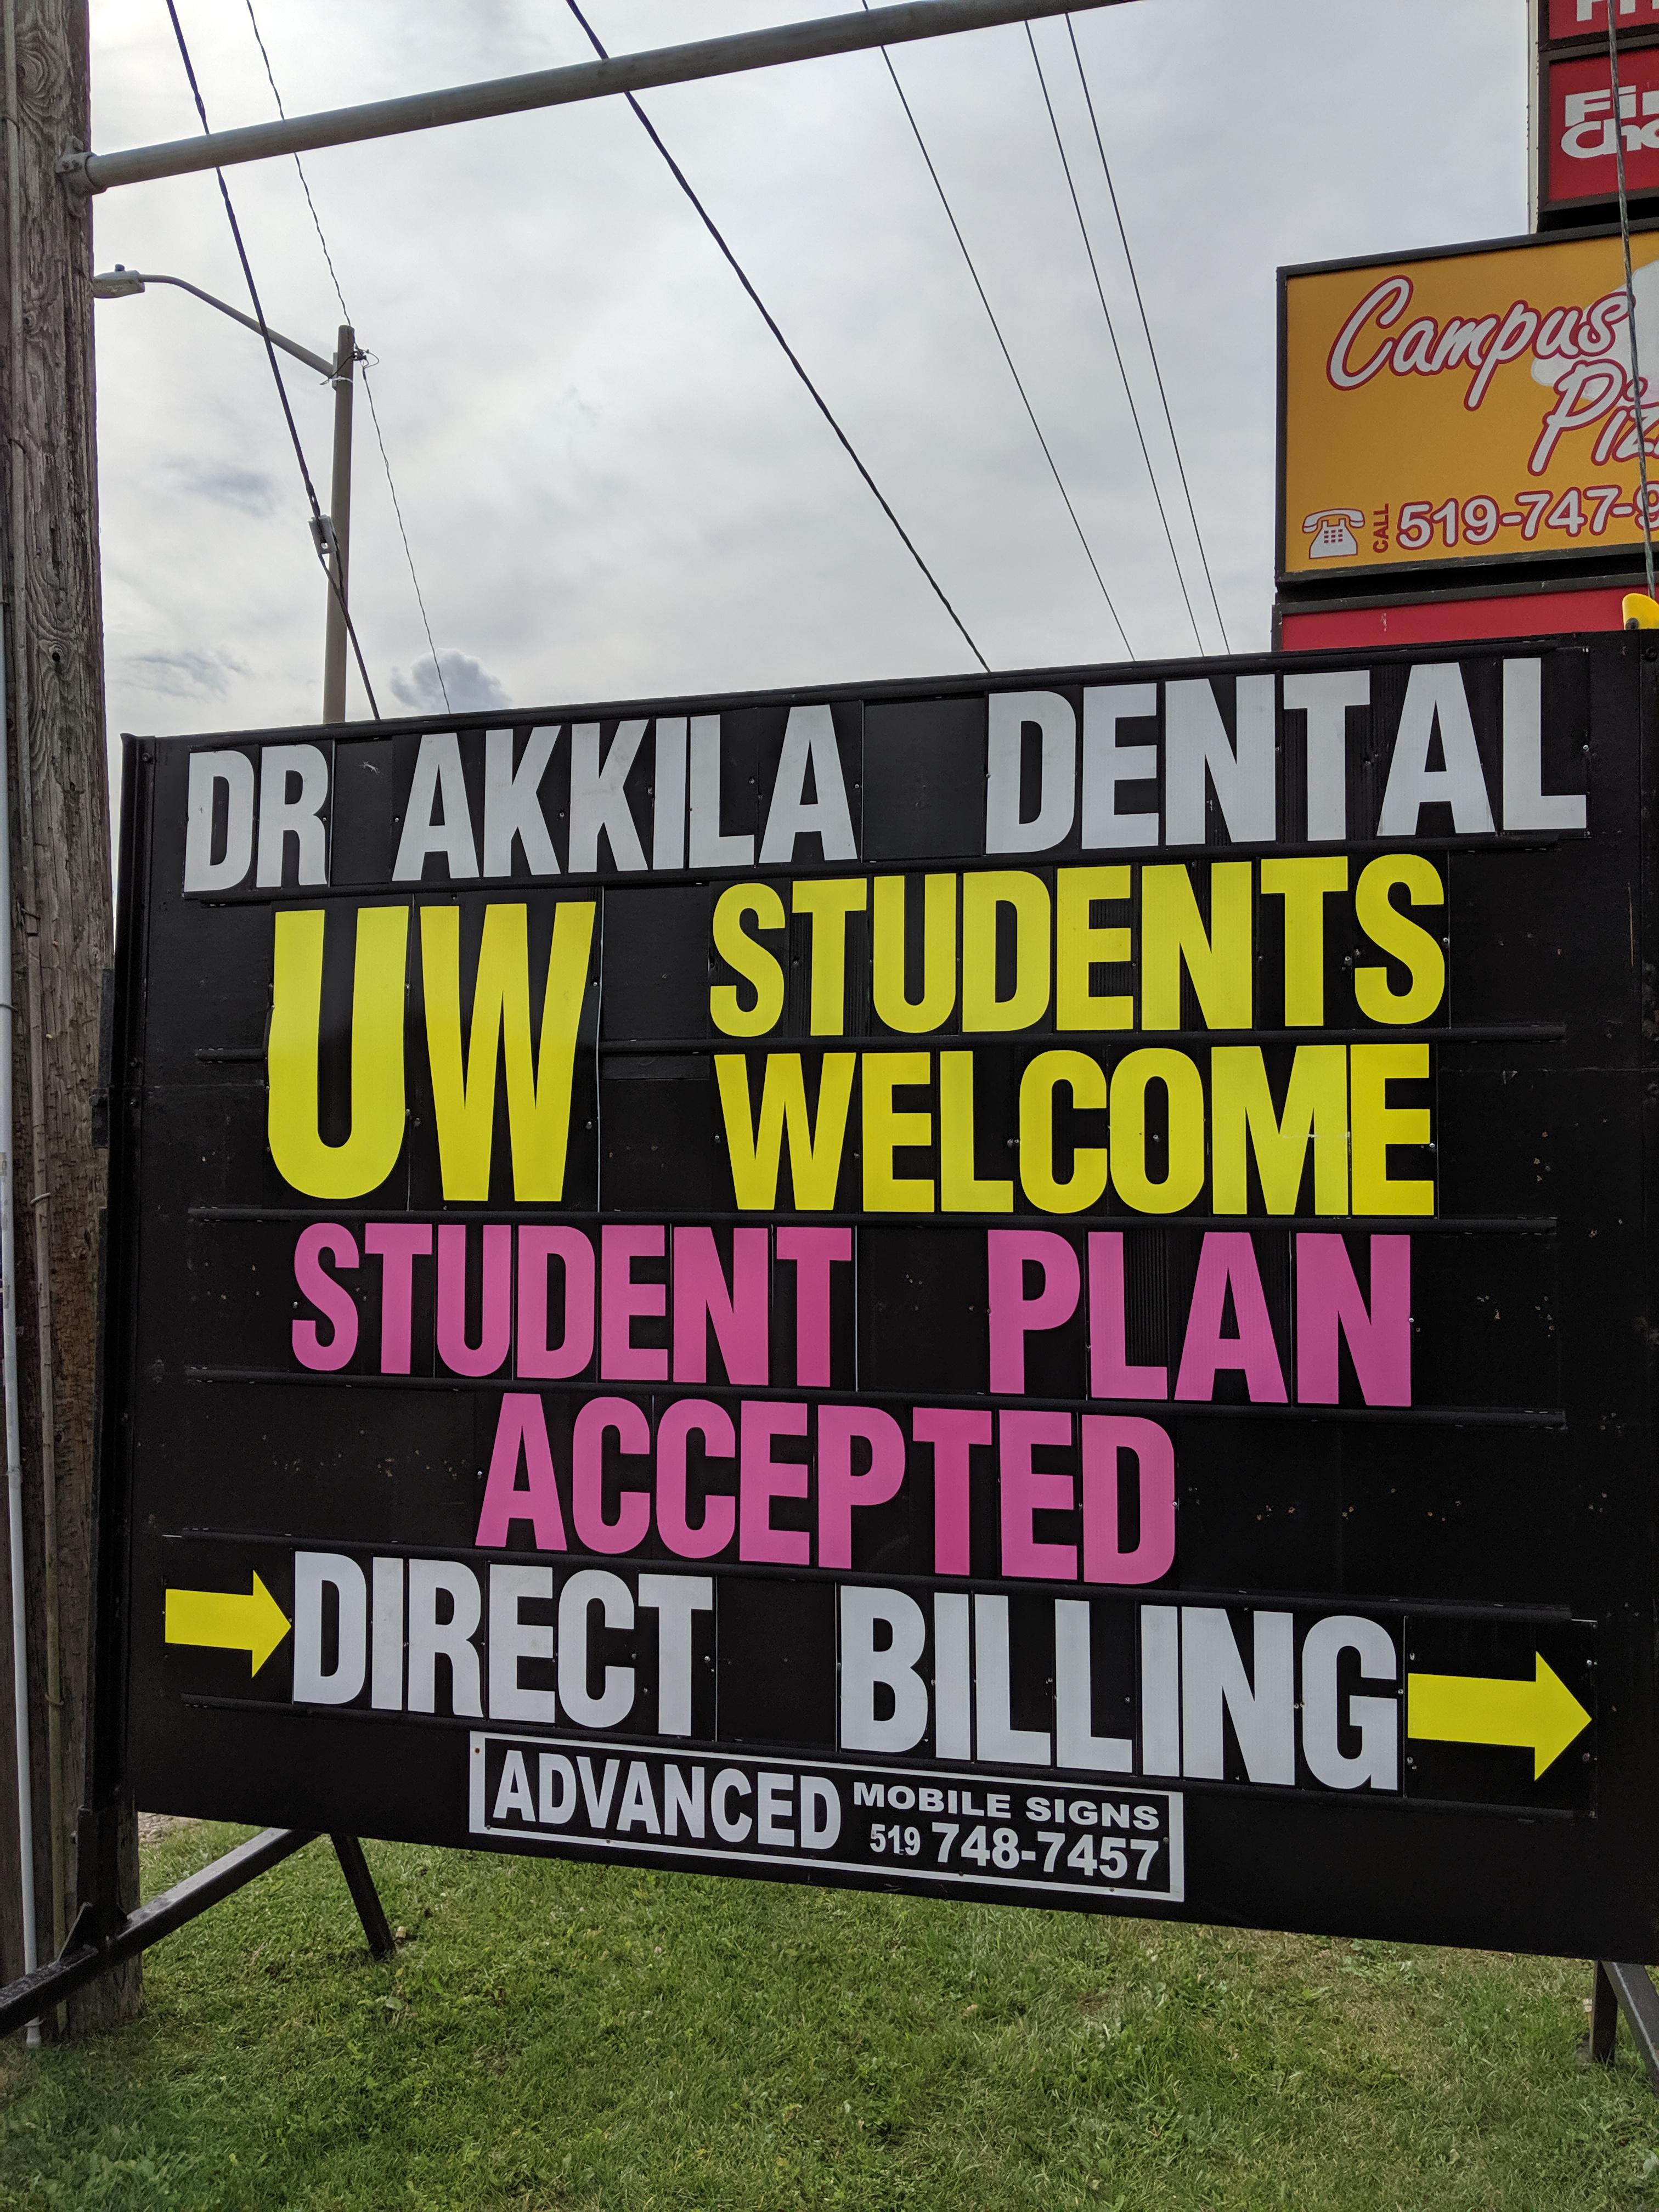 Campus
CALL 519-747-
DR AKKILA DENTAL
UW STUDENTS
WELCOME
STUDENT PLAN
ACCEPTED
DIRECT BILLING
ADVANCED MOBILE SIGNS
519 748-7457